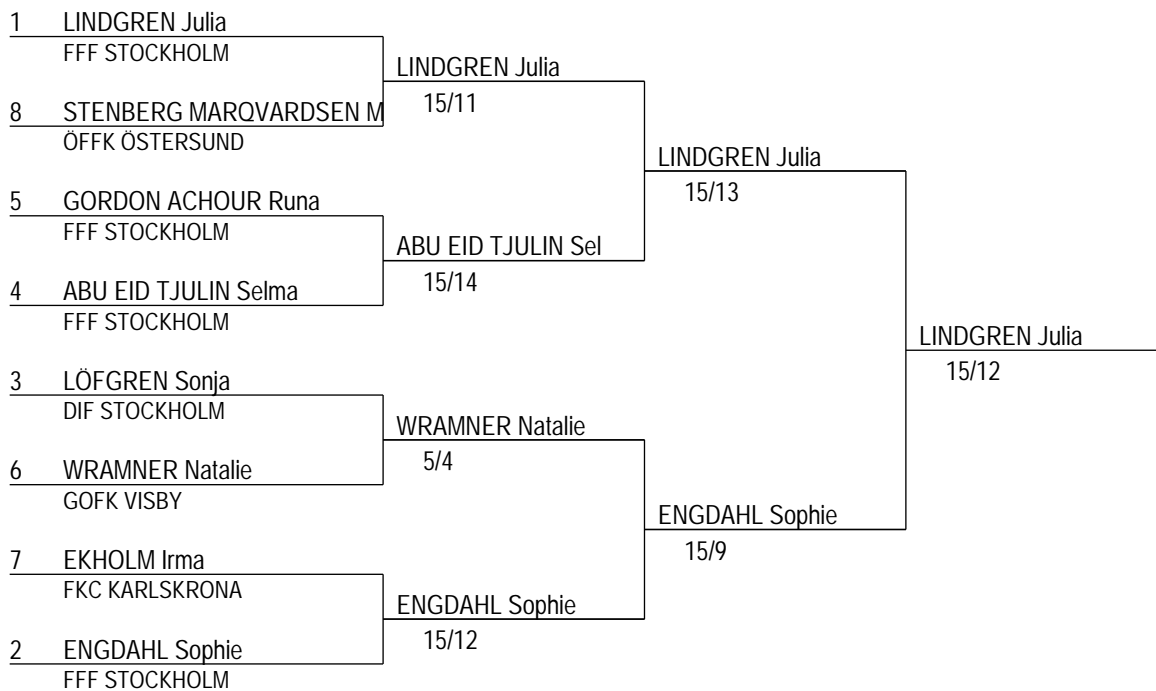 1 LINDGREN Julia
FFF STOCKHOLM
8 STENBERG MARQVARDSEN M
ÖFFK ÖSTERSUND
5 GORDON ACHOUR Runa
FFF STOCKHOLM
4 ABU EID TJULIN Selma
FFF STOCKHOLM
3 LÖFGREN Sonja
DIF STOCKHOLM
6 WRAMNER Natalie
GOFK VISBY
7 EKHOLM Irma
FKC KARLSKRONA
2 ENGDAHL Sophie
FFF STOCKHOLM
LINDGREN Julia
15/11
ABU EID TJULIN Sel
15/14
WRAMNER Natalie
5/4
ENGDAHL Sophie
15/12
LINDGREN Julia
15/13
ENGDAHL Sophie
15/9
LINDGREN Julia
15/12